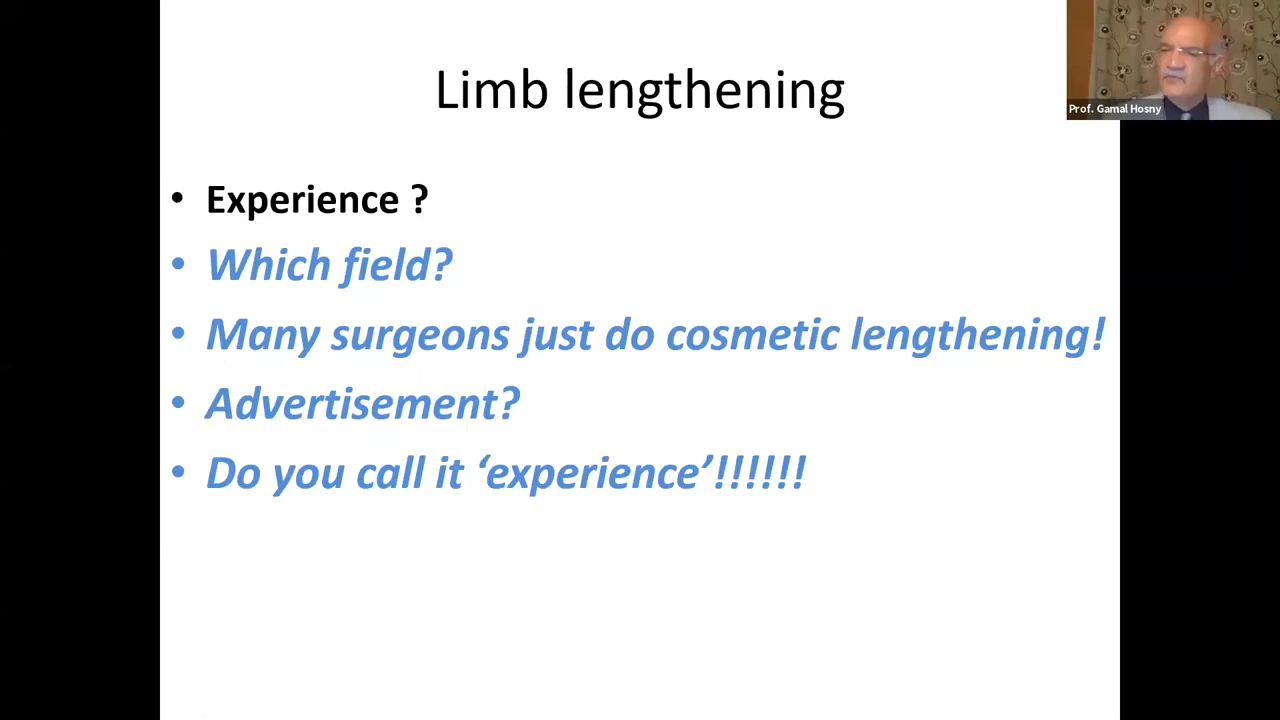 Limb lengthening
Prof. Gamal Hosny
• Experience ?
• Which field?
• Many surgeons just do cosmetic lengthening!
• Advertisement?
• Do you call it ‘experience’!!!!!!